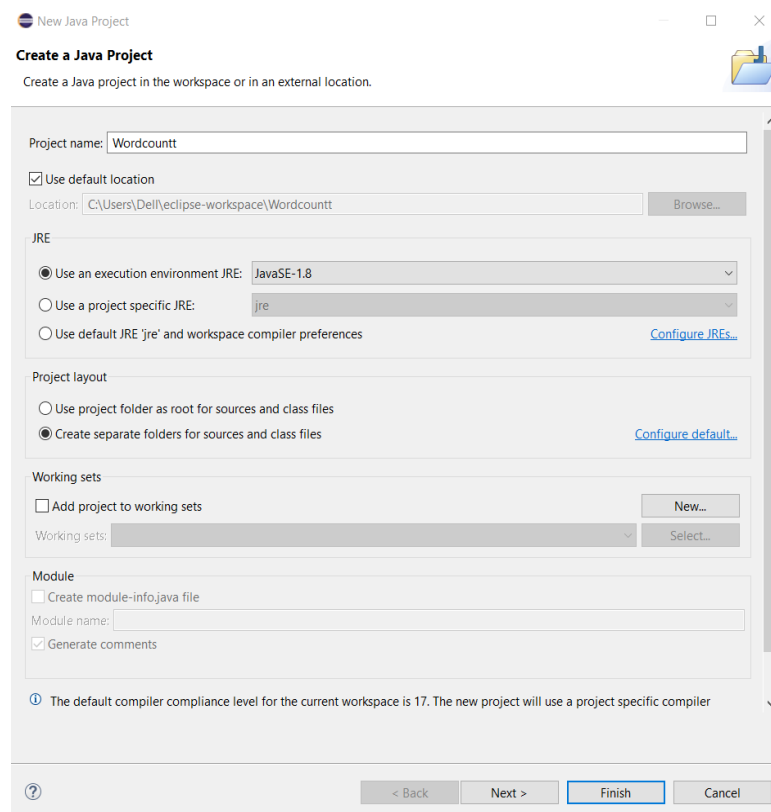 New Java Project
Create a Java Project
Create a Java project in the workspace or in an external location.
Project name: Wordcountt
Use default location
Location: C:\Users\Dell\eclipse-workspace\Wordcountt Browse...
JRE
Use an execution environment JRE: JavaSE-1.8
Use a project specific JRE: jre
Use default JRE 'jre' and workspace compiler preferences Configure JREs...
Project layout
Use project folder as root for sources and class files
Create separate folders for sources and class files Configure default...
Working sets
Add project to working sets New...
Working sets: Select...
Module
Create module-info.java file
Module name:
Generate comments
The default compiler compliance level for the current workspace is 17. The new project will use a project specific compiler
< Back Next > Finish Cancel